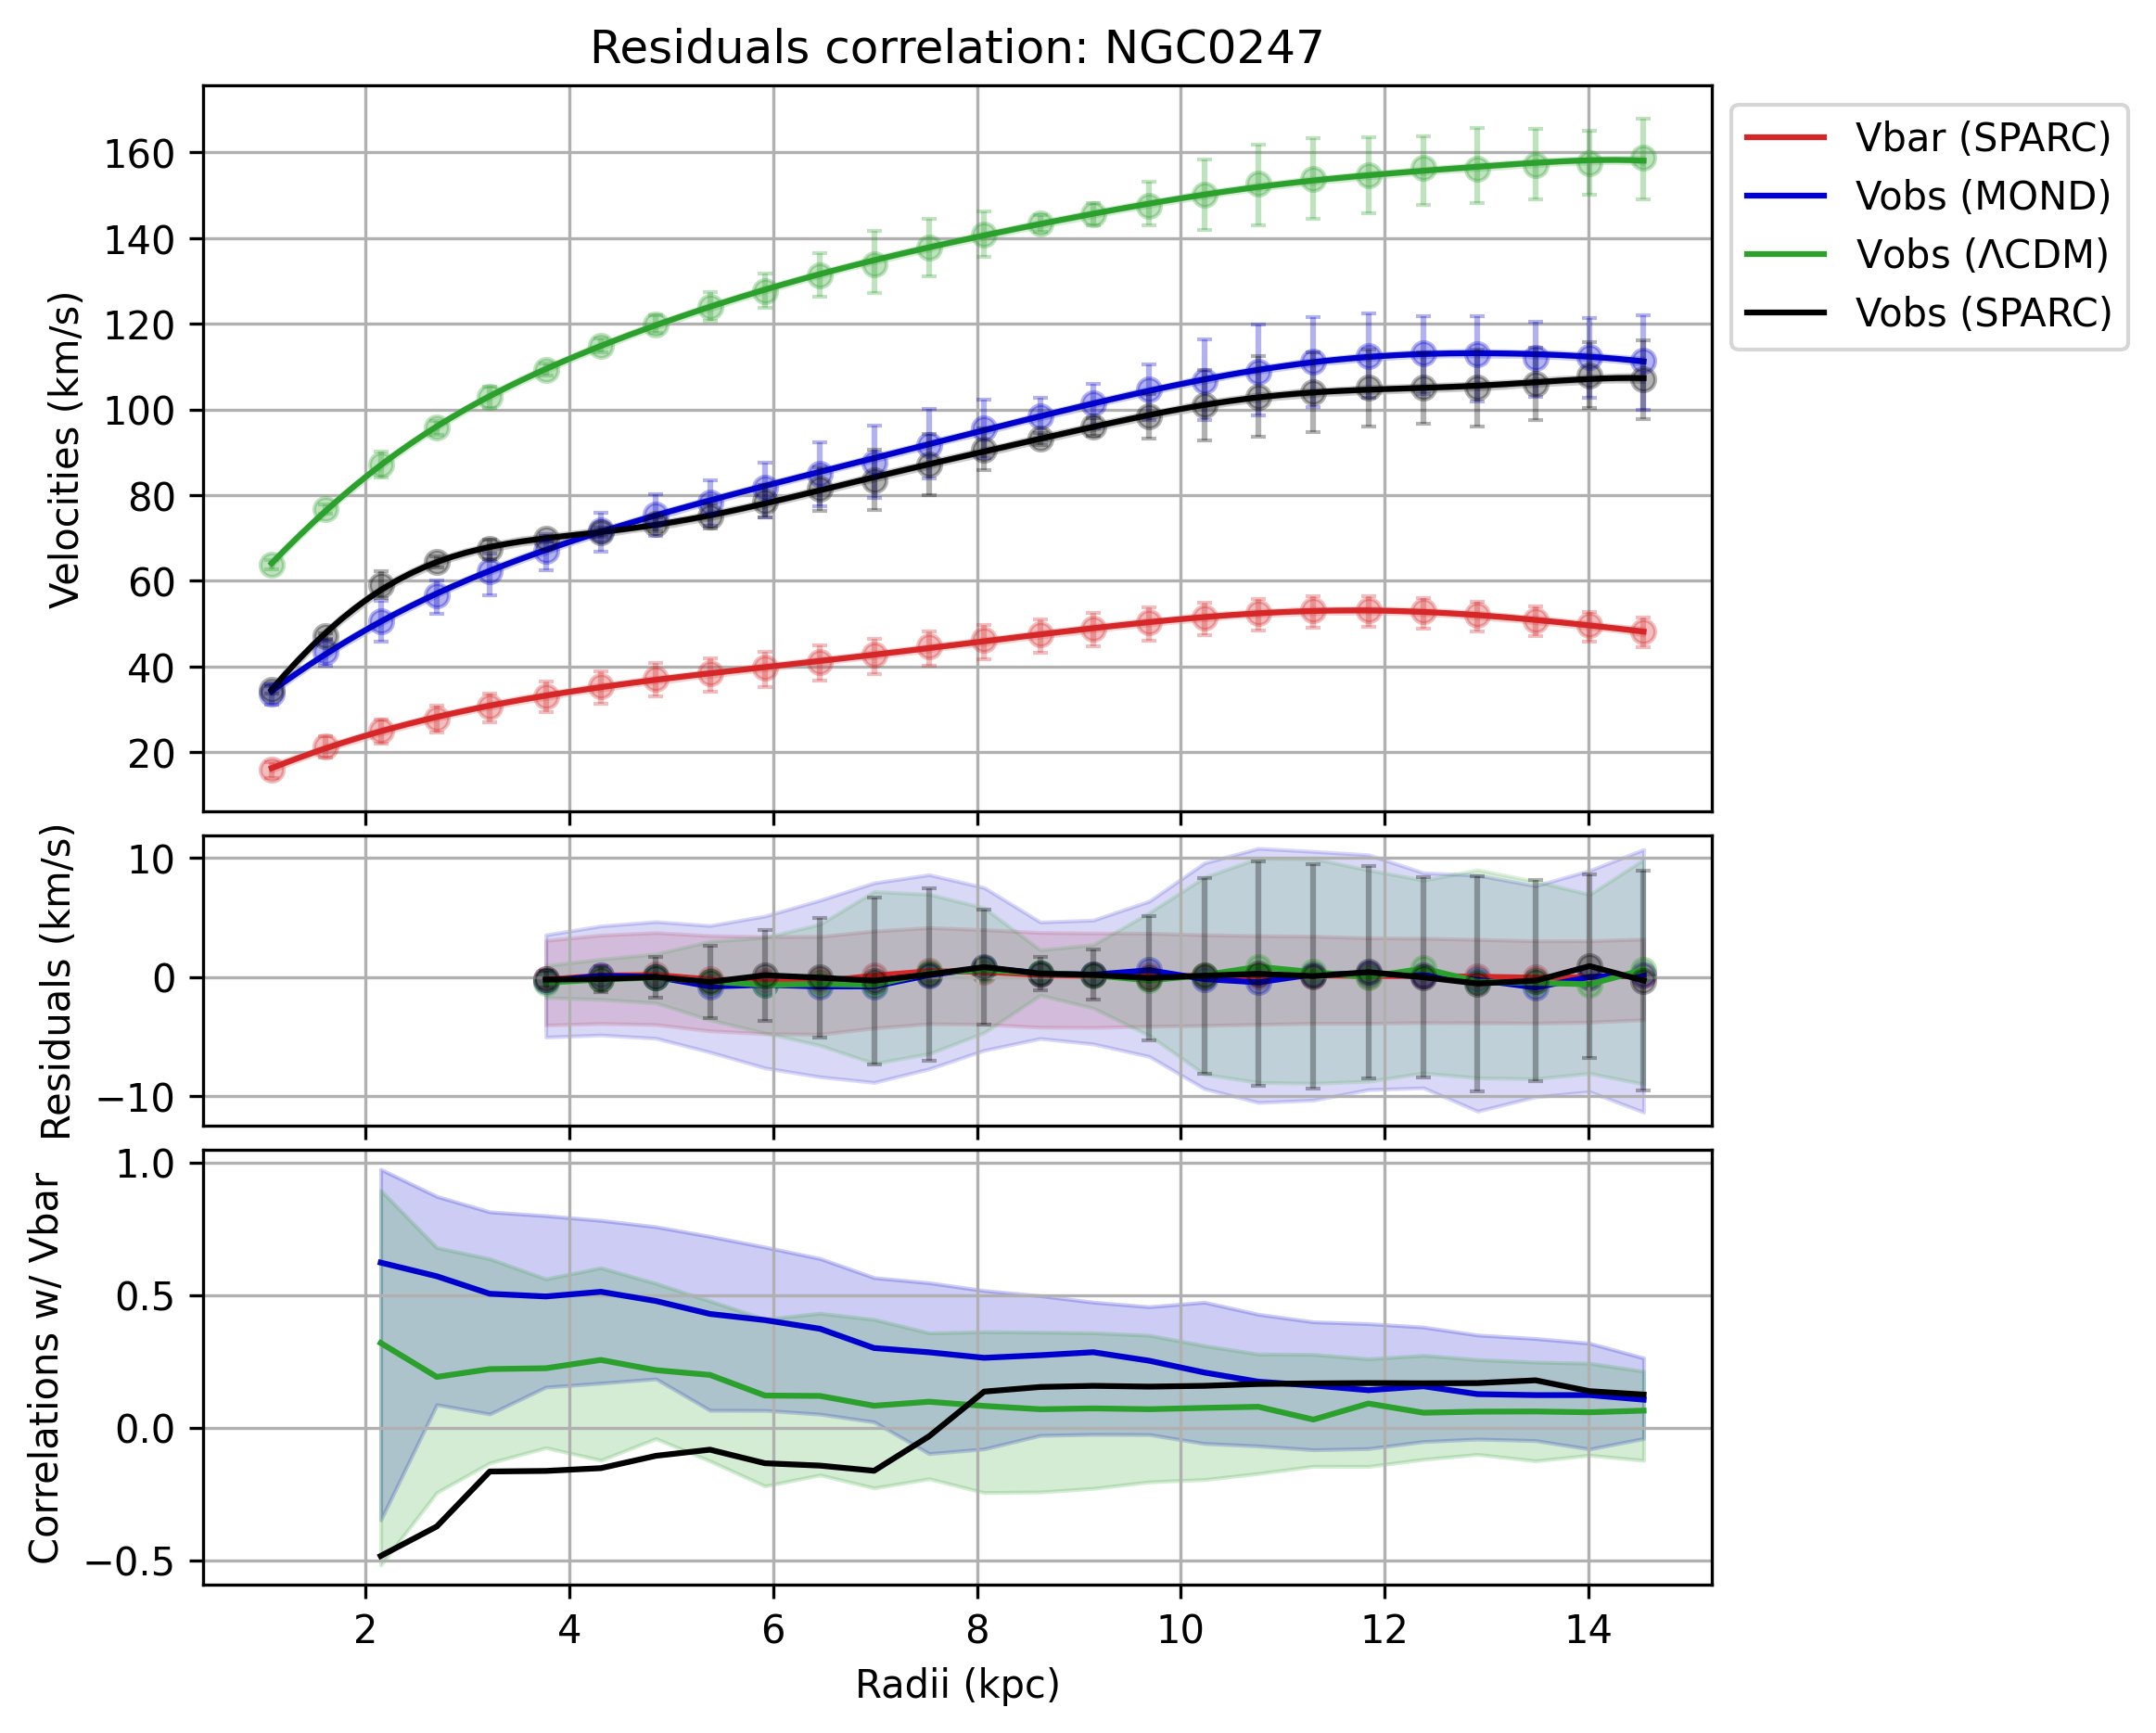 Residuals correlation: NGC0247
Velocities (km/s)
160
140
120
100
80
60
40
20
Vbar (SPARC)
Vobs (MOND)
Vobs (ΛCDM)
Vobs (SPARC)
Residuals (km/s)
10
0
−10
Correlations w/ Vbar
1.0
0.5
0.0
−0.5
2 4 6 8 10 12 14
Radii (kpc)